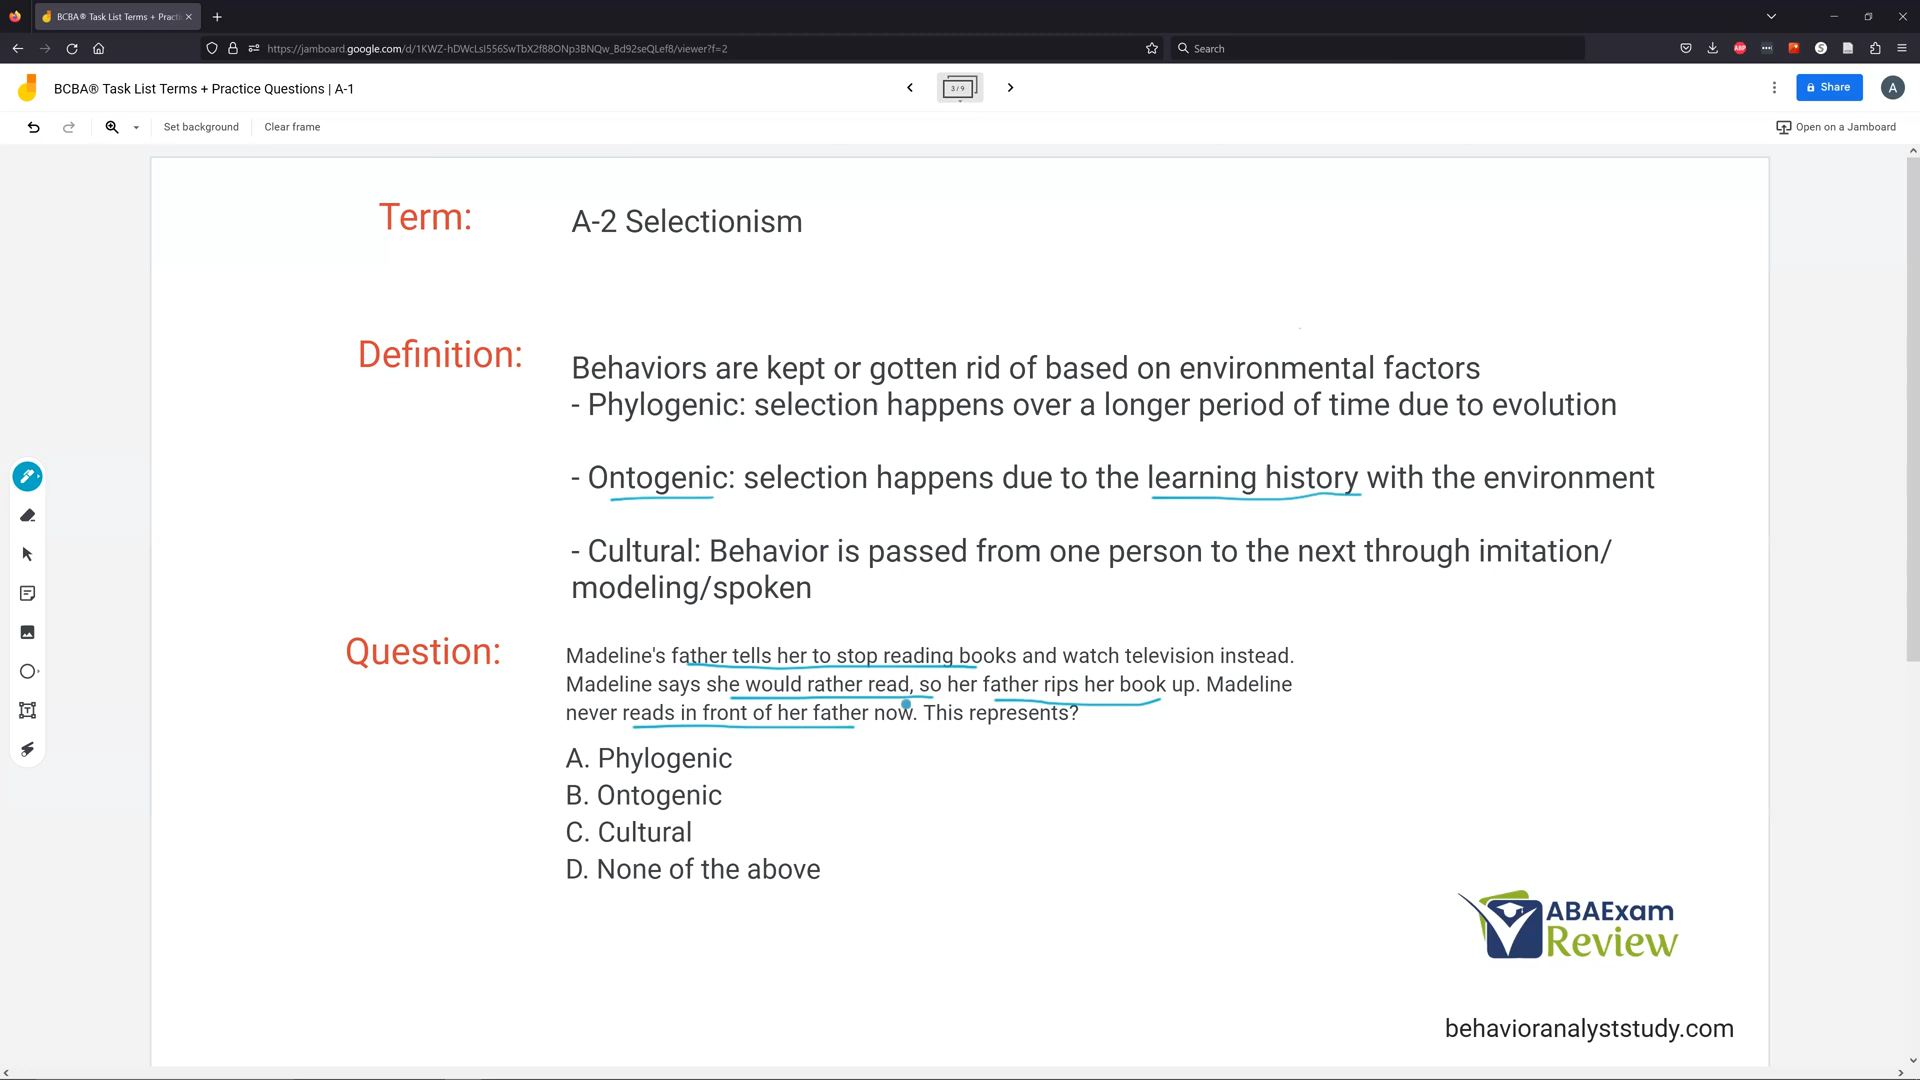 BCBA® Task List Terms + Practi
https://jamboard.google.com/d/1KWZ-hDWcLsI556SwTbX2f88ONp3BNQw_Bd92seQLef8/viewer?f=2
Search
ABP
BCBA® Task List Terms + Practice Questions | A-1
3 / 9
Share
A
Set background
Clear frame
Open on a Jamboard
Term:
A-2 Selectionism
Definition:
Behaviors are kept or gotten rid of based on environmental factors
- Phylogenic: selection happens over a longer period of time due to evolution
- Ontogenic: selection happens due to the learning history with the environment
- Cultural: Behavior is passed from one person to the next through imitation/
modeling/spoken
Question:
Madeline's father tells her to stop reading books and watch television instead.
Madeline says she would rather read, so her father rips her book up. Madeline
never reads in front of her father now. This represents?
A. Phylogenic
B. Ontogenic
C. Cultural
D. None of the above
ABAExam
Review
behavioranalyststudy.com